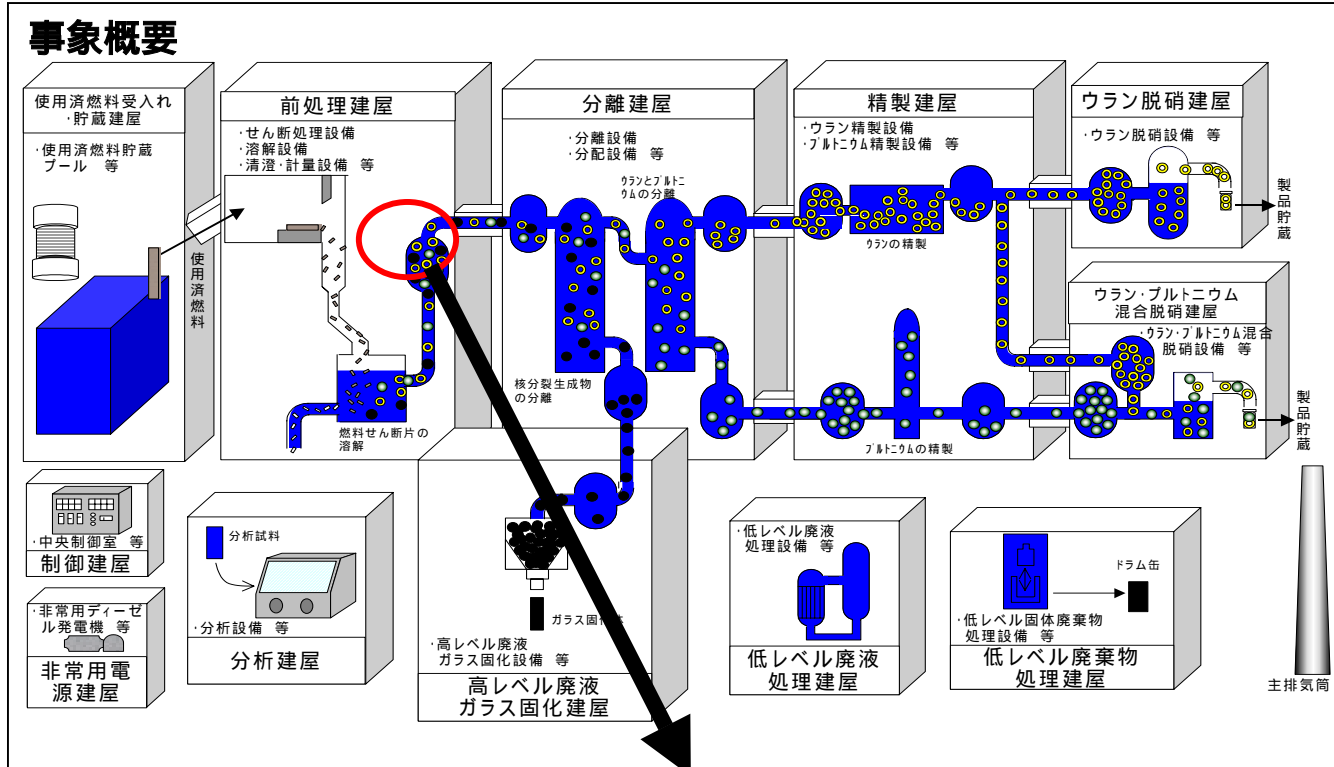 事象概要
使用済燃料受入れ
・貯蔵建屋
・使用済燃料貯蔵
プール 等
使用済燃料
前処理建屋
・せん断処理設備
・溶解設備
・清澄・計量設備 等
燃料せん断片の
溶解
分離建屋
・分離設備
・分配設備 等
ウランとプルトニ
ウムの分離
核分裂生成物
の分離
精製建屋
・ウラン精製設備
・プルトニウム精製設備 等
ウランの精製
プルトニウムの精製
ウラン脱硝建屋
・ウラン脱硝設備 等
製品貯蔵
ウラン・プルトニウム
混合脱硝建屋
・ウラン・プルトニウム混合
脱硝設備 等
製品貯蔵
・中央制御室 等
制御建屋
・非常用ディーゼ
ル発電機 等
非常用電
源建屋
分析試料
・分析設備 等
分析建屋
ガラス固化
・高レベル廃液
ガラス固化設備 等
高レベル廃液
ガラス固化建屋
・低レベル廃液
処理設備 等
低レベル廃液
処理建屋
ドラム缶
・低レベル固体廃棄物
処理設備 等
低レベル廃棄物
処理建屋
主排気筒